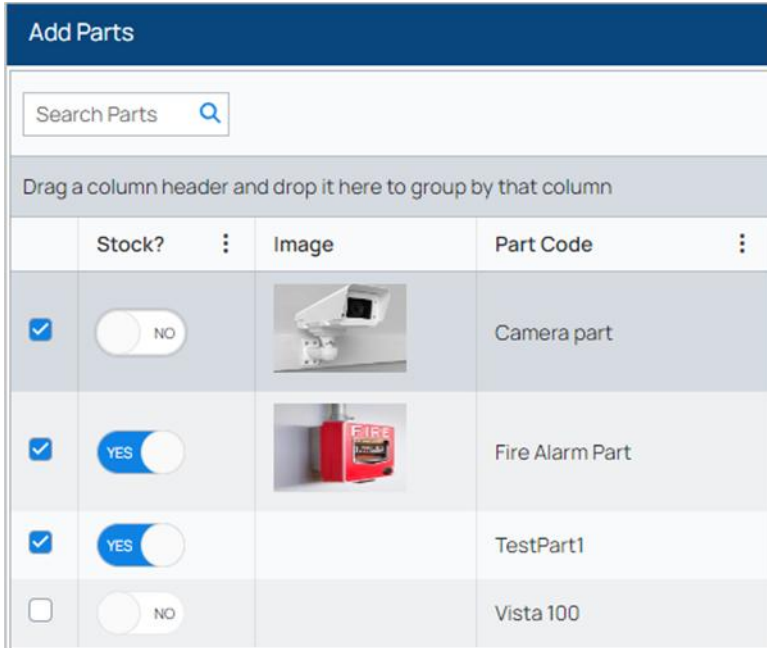 Add Parts
Search Parts
Drag a column header and drop it here to group by that column
Stock? Image Part Code
NO Camera part
FIRE
YES Fire Alarm Part
YES TestPart1
NO Vista 100